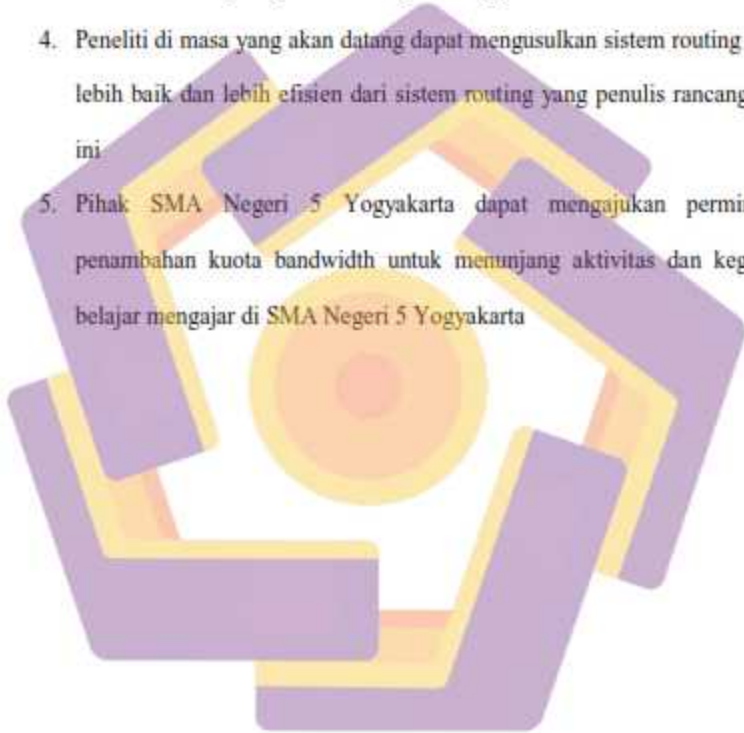 4. Peneliti di masa yang akan datang dapat mengusulkan sistem routing
lebih baik dan lebih efisien dari sistem routing yang penulis rancang
ini
5. Pihak SMA Negeri 5 Yogyakarta dapat mengajukan permin
penambahan kuota bandwidth untuk menunjang aktivitas dan keg
belajar mengajar di SMA Negeri 5 Yogyakarta